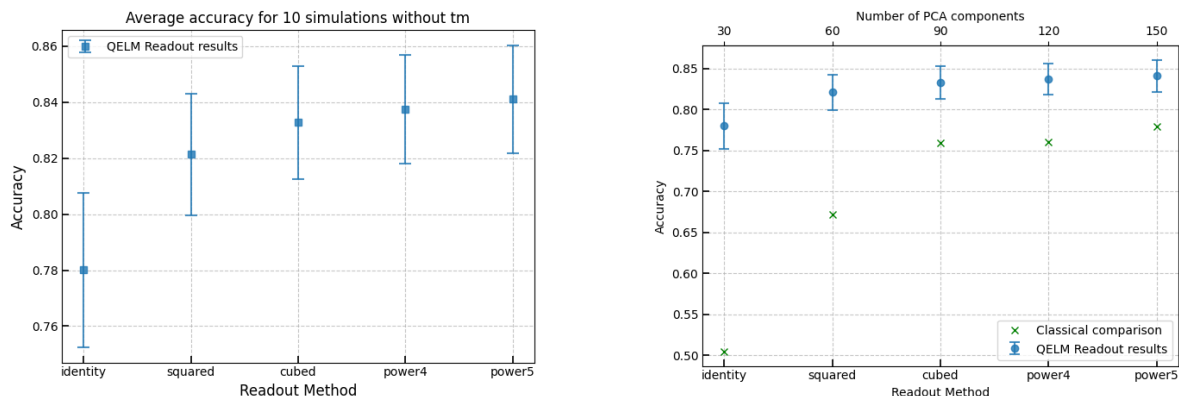 Average accuracy for 10 simulations without tm
QELM Readout results
0.86
0.84
0.82
0.80
0.78
0.76
Accuracy
identity squared cubed power4 power5
Readout Method
Number of PCA components
30 60 90 120 150
0.85
0.80
0.75
0.70
0.65
0.60
0.55
0.50
Accuracy
Classical comparison
QELM Readout results
identity squared cubed power4 power5
Readout Method